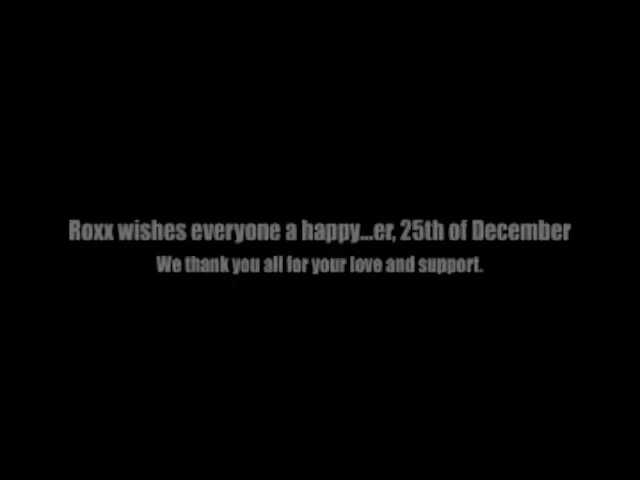 Roxx wishes everyone a happy...er, 25th of December
We thank you all for your love and support.